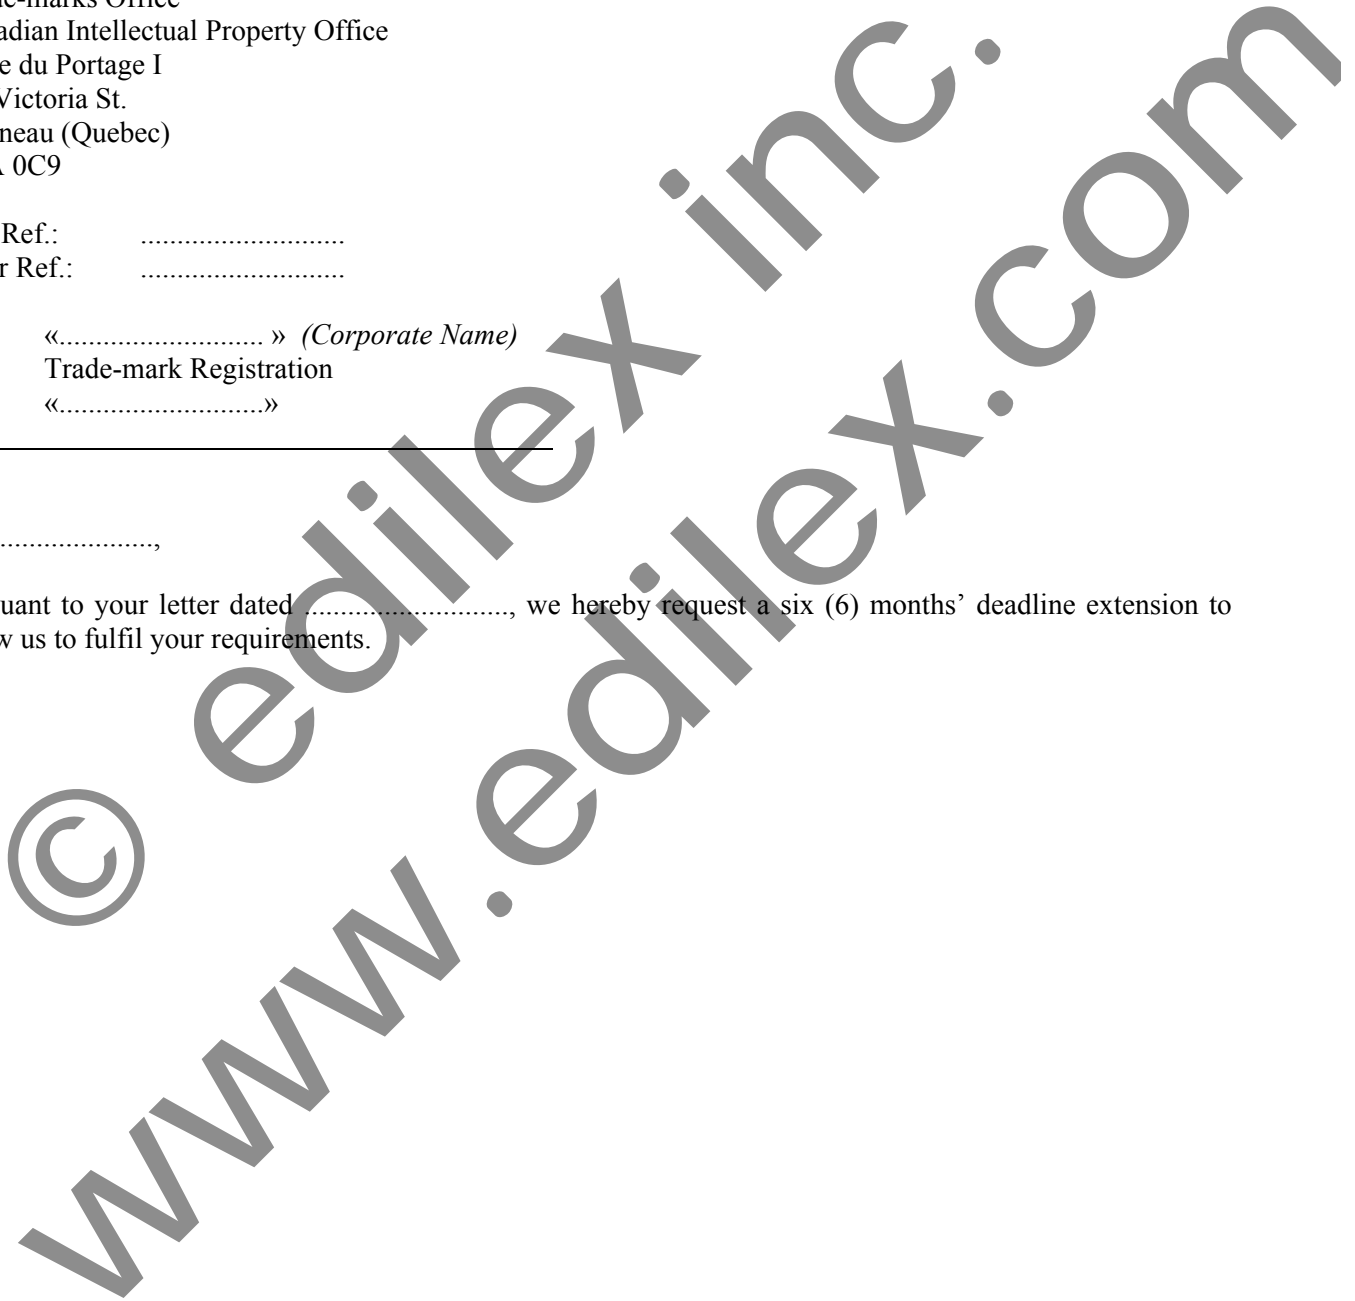 de-marks Office
adian Intellectual Property Office
e du Portage I
Victoria St.
neau (Quebec)
A 0C9
Ref.: ............................
r Ref.: ............................
«............................ » (Corporate Name)
Trade-mark Registration
«............................»
.....................,
uant to your letter dated ............................, we hereby request a six (6) months’ deadline extension to
w us to fulfil your requirements.
© edilex inc.
www.edilex.com